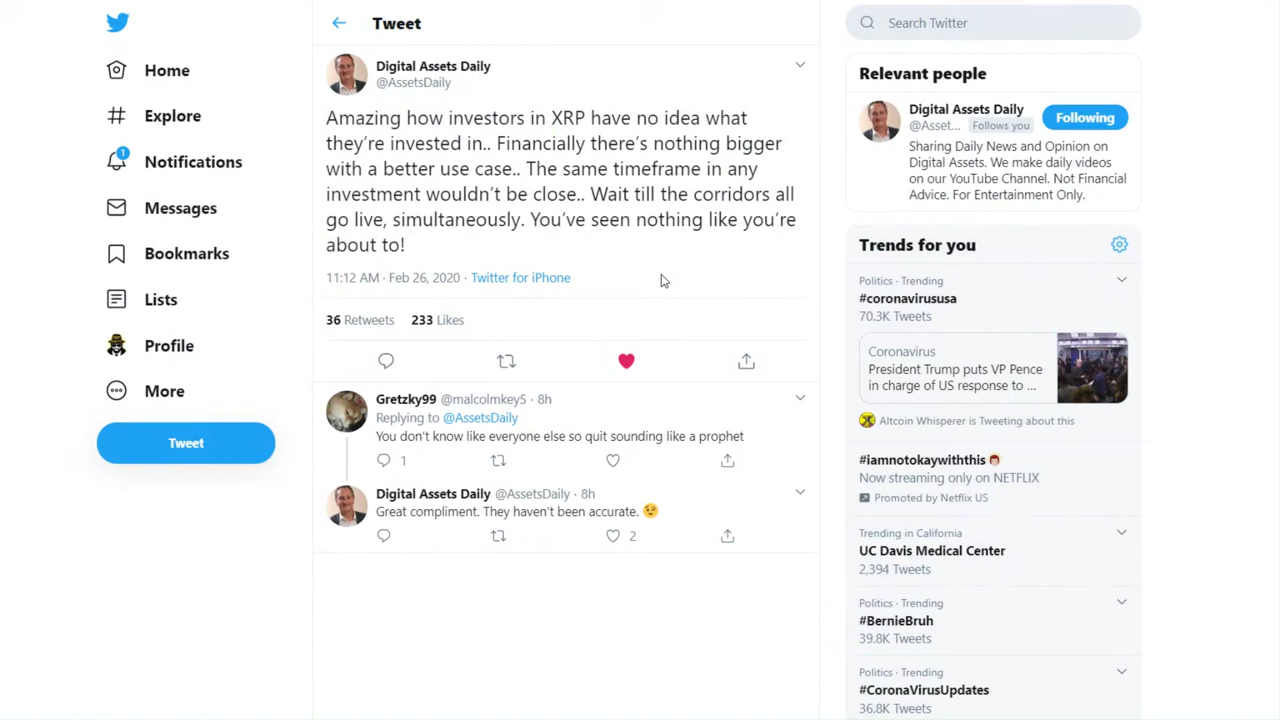 Home
Explore
1
Notifications
Messages
Bookmarks
Lists
Profile
More
Tweet
Tweet
Digital Assets Daily
@AssetsDaily
Amazing how investors in XRP have no idea what
they’re invested in.. Financially there’s nothing bigger
with a better use case.. The same timeframe in any
investment wouldn’t be close.. Wait till the corridors all
go live, simultaneously. You’ve seen nothing like you’re
about to!
11:12 AM · Feb 26, 2020 · Twitter for iPhone
36 Retweets 233 Likes
Gretzky99 @malcolmkey5 · 8h
Replying to @AssetsDaily
You don't know like everyone else so quit sounding like a prophet
1
Digital Assets Daily @AssetsDaily · 8h
Great compliment. They haven’t been accurate. 😉
2
Search Twitter
Relevant people
Digital Assets Daily
@Asset... Follows you
Following
Sharing Daily News and Opinion on
Digital Assets. We make daily videos
on our YouTube Channel. Not Financial
Advice. For Entertainment Only.
Trends for you
Politics · Trending
#coronavirususa
70.3K Tweets
Coronavirus
President Trump puts VP Pence
in charge of US response to ...
Altcoin Whisperer is Tweeting about this
#iamnotokaywiththis
Now streaming only on NETFLIX
Promoted by Netflix US
Trending in California
UC Davis Medical Center
2,394 Tweets
Politics · Trending
#BernieBruh
39.8K Tweets
Politics · Trending
#CoronaVirusUpdates
36.8K Tweets